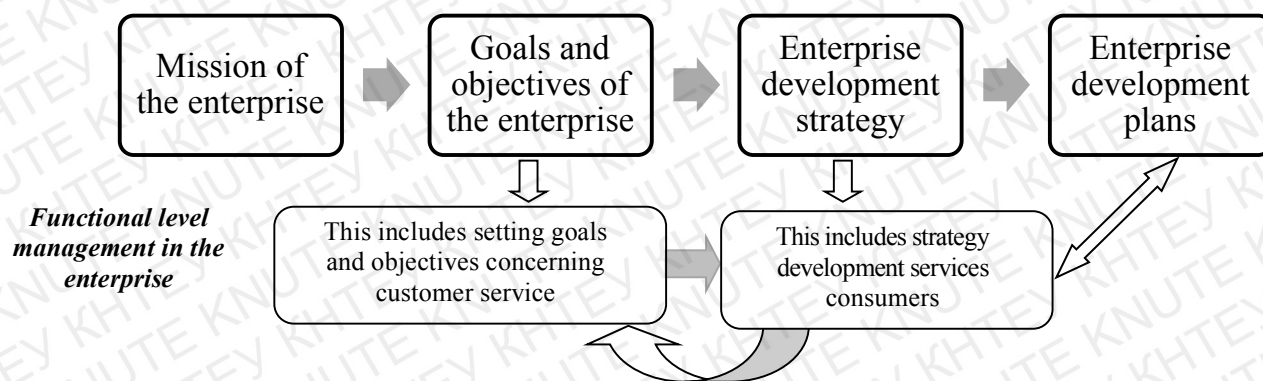 Mission of
the enterprise
Goals and
objectives of
the enterprise
Enterprise
development
strategy
Enterprise
development
plans
Functional level
management in the
enterprise
This includes setting goals
and objectives concerning
customer service
This includes strategy
development services
consumers